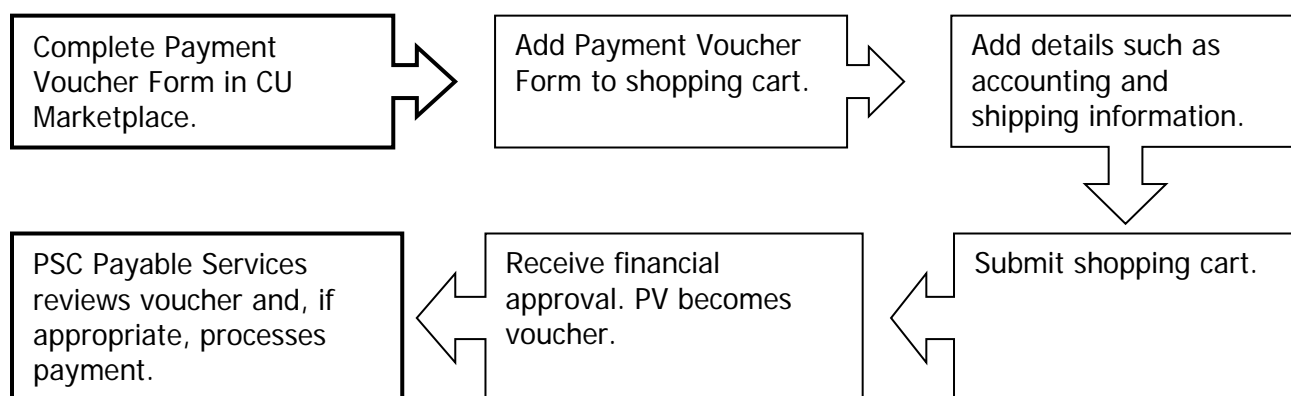 Complete Payment
Voucher Form in CU
Marketplace.
Add Payment Voucher
Form to shopping cart.
Add details such as
accounting and
shipping information.
Submit shopping cart.
Receive financial
approval. PV becomes
voucher.
PSC Payable Services
reviews voucher and, if
appropriate, processes
payment.